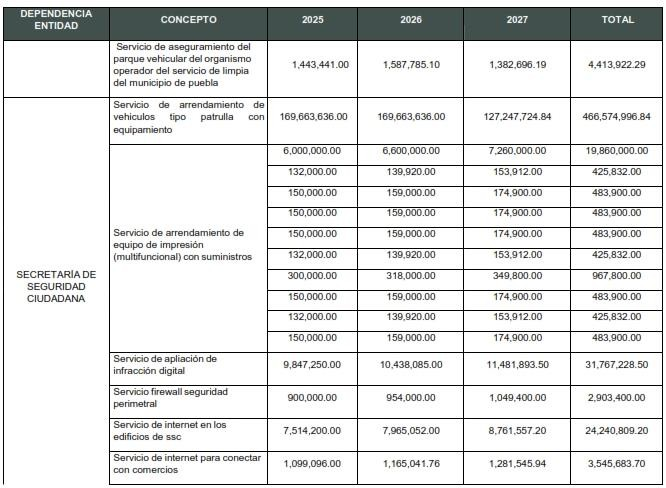 DEPENDENCIA ENTIDAD CONCEPTO 2025 2026 2027 TOTAL
Servicio de aseguramiento del
parque vehicular del organismo
operador del servicio de limpia
del municipio de puebla
1,443,441.00 1,587,785.10 1,382,696.19 4,413,922.29
SECRETARÍA DE
SEGURIDAD
CIUDADANA
Servicio de arrendamiento de
vehiculos tipo patrulla con
equipamiento
169,663,636.00 169,663,636.00 127,247,724.84 466,574,996.84
Servicio de arrendamiento de
equipo de impresión
(multifuncional) con suministros
6,000,000.00 6,600,000.00 7,260,000.00 19,860,000.00
132,000.00 139,920.00 153,912.00 425,832.00
150,000.00 159,000.00 174,900.00 483,900.00
150,000.00 159,000.00 174,900.00 483,900.00
150,000.00 159,000.00 174,900.00 483,900.00
132,000.00 139,920.00 153,912.00 425,832.00
300,000.00 318,000.00 349,800.00 967,800.00
150,000.00 159,000.00 174,900.00 483,900.00
132,000.00 139,920.00 153,912.00 425,832.00
150,000.00 159,000.00 174,900.00 483,900.00
Servicio de apliación de
infracción digital
9,847,250.00 10,438,085.00 11,481,893.50 31,767,228.50
Servicio firewall seguridad
perimetral
900,000.00 954,000.00 1,049,400.00 2,903,400.00
Servicio de internet en los
edificios de ssc
7,514,200.00 7,965,052.00 8,761,557.20 24,240,809.20
Servicio de internet para conectar
con comercios
1,099,096.00 1,165,041.76 1,281,545.94 3,545,683.70